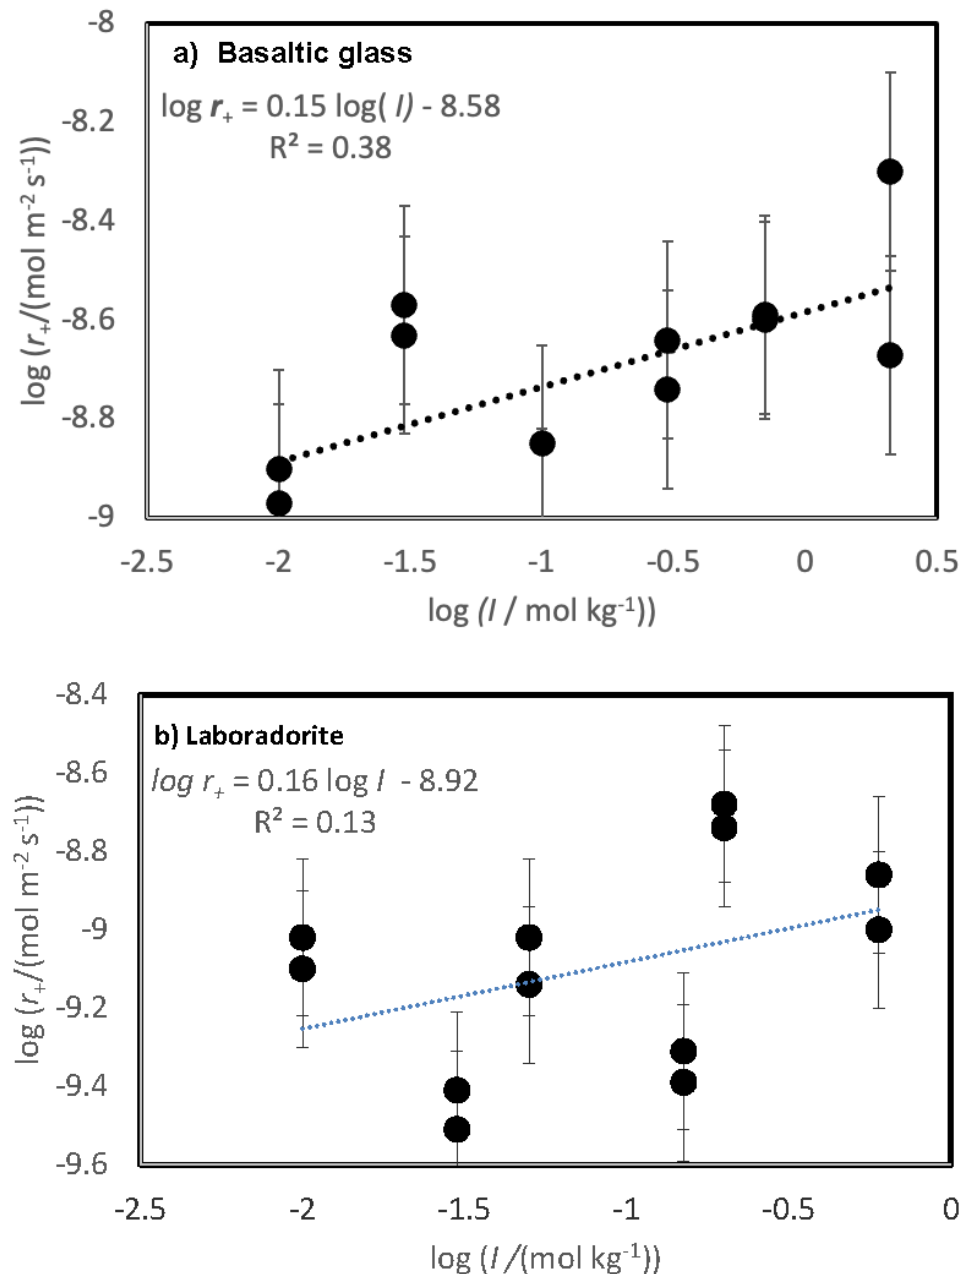 a) Basaltic glass
log r₊ = 0.15 log( I) - 8.58
R² = 0.38
log (r₊/(mol m⁻² s⁻¹))
-8
-8.2
-8.4
-8.6
-8.8
-9
-2.5 -2 -1.5 -1 -0.5 0 0.5
log (I / mol kg⁻¹))
b) Laboradorite
log r₊ = 0.16 log I - 8.92
R² = 0.13
log (r₊/(mol m⁻² s⁻¹))
-8.4
-8.6
-8.8
-9
-9.2
-9.4
-9.6
-2.5 -2 -1.5 -1 -0.5 0
log (I /(mol kg⁻¹))